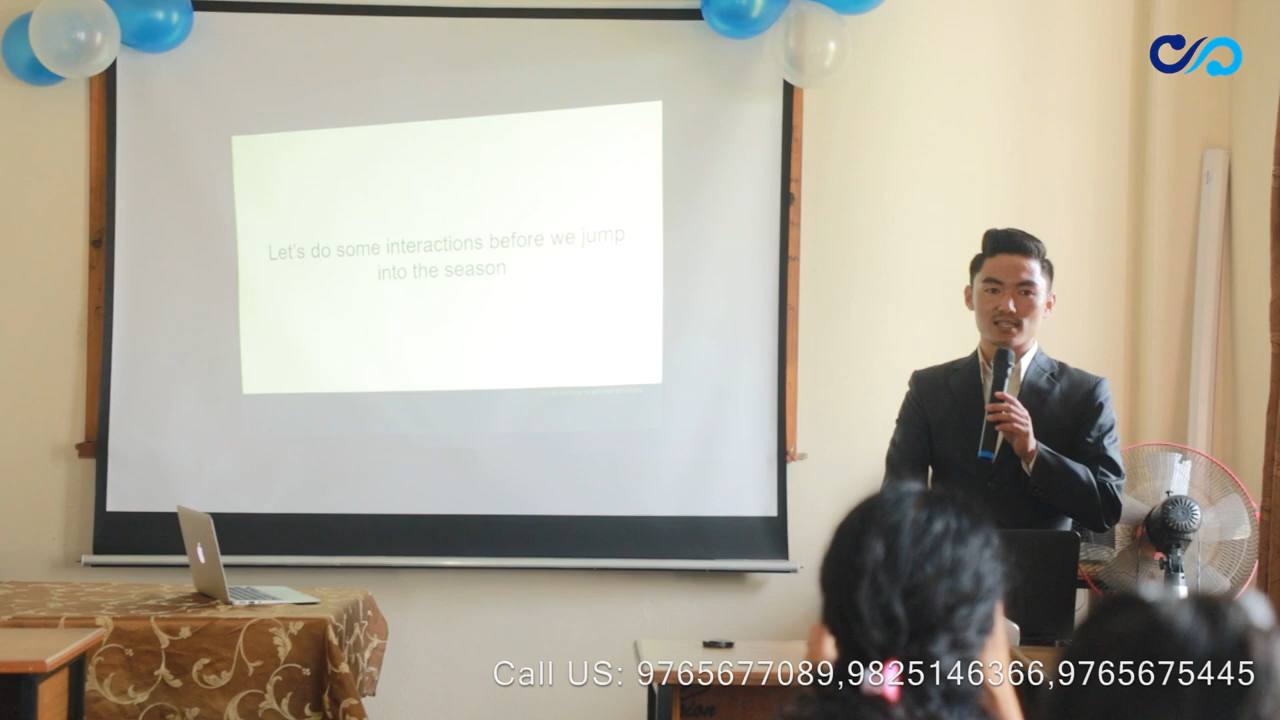 Let's do some interactions before we jump
into the season
Call US: 9765677089,9825146366,9765675445